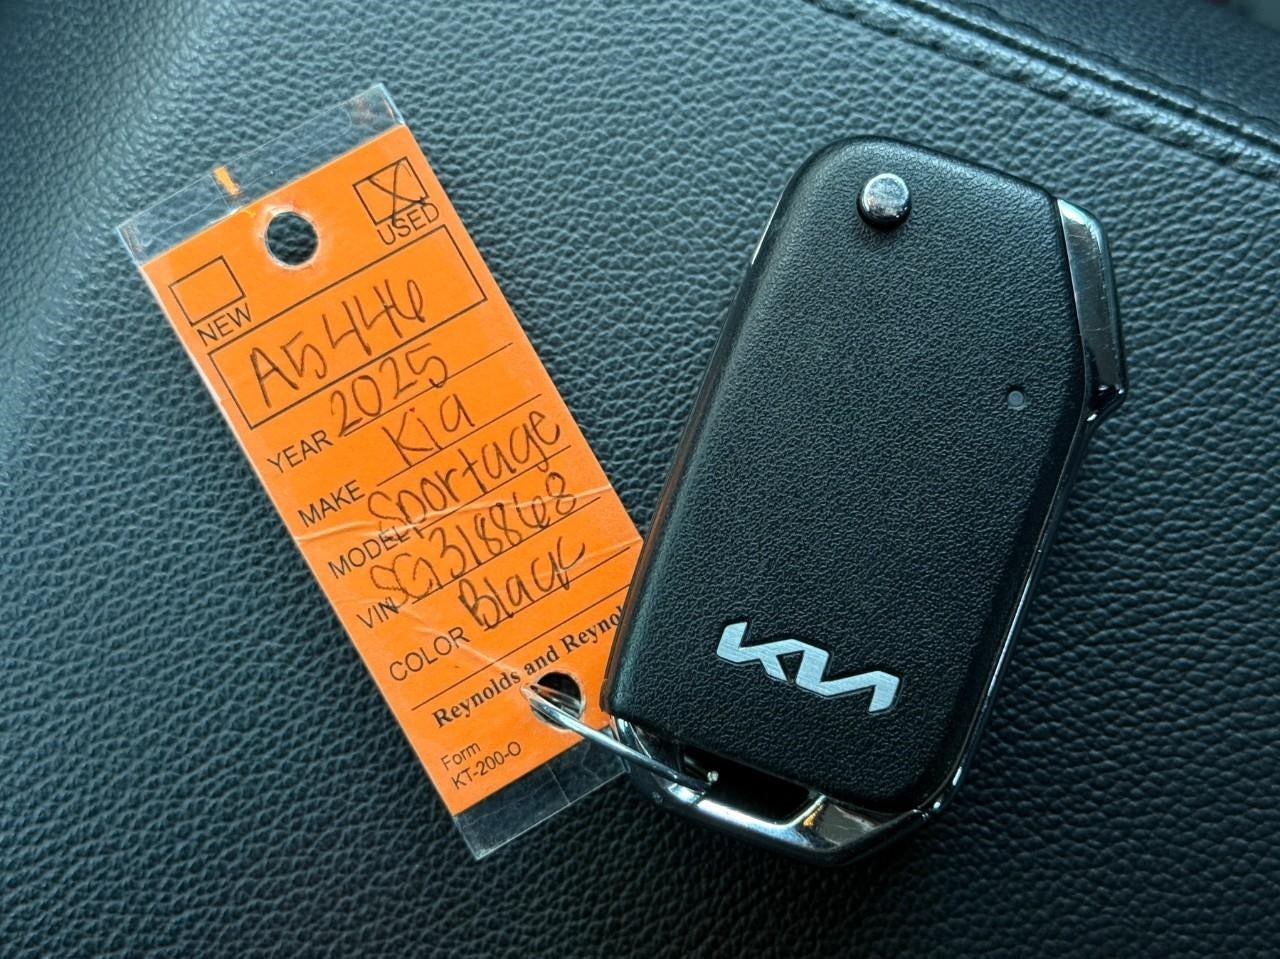 USED
NEW
A5446
YEAR 2025
MAKE Kia
MODEL Sportage
VIN SG318868
COLOR Black
Reynolds and Reynol
Form
KT-200-O
KIA